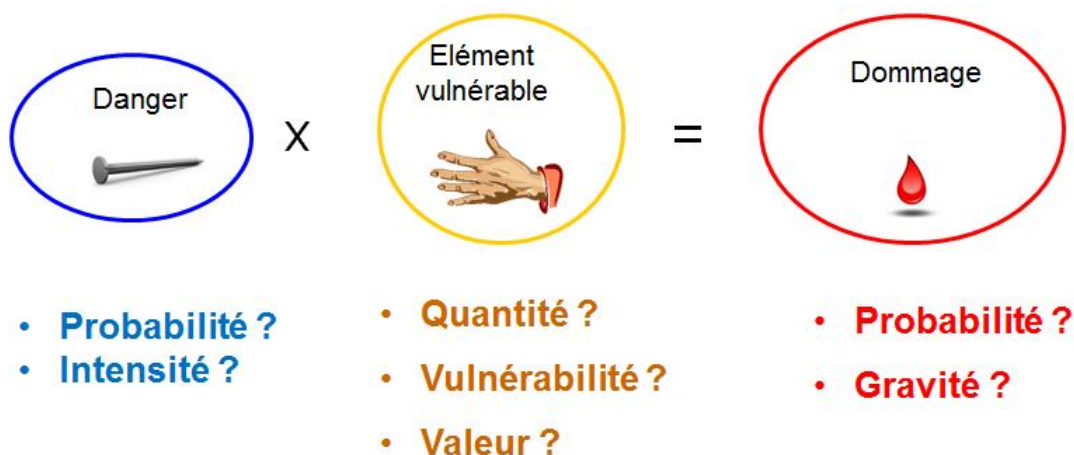 Danger
X
Elément
vulnérable
=
Dommage
• Probabilité ?
• Intensité ?
• Quantité ?
• Vulnérabilité ?
• Valeur ?
• Probabilité ?
• Gravité ?